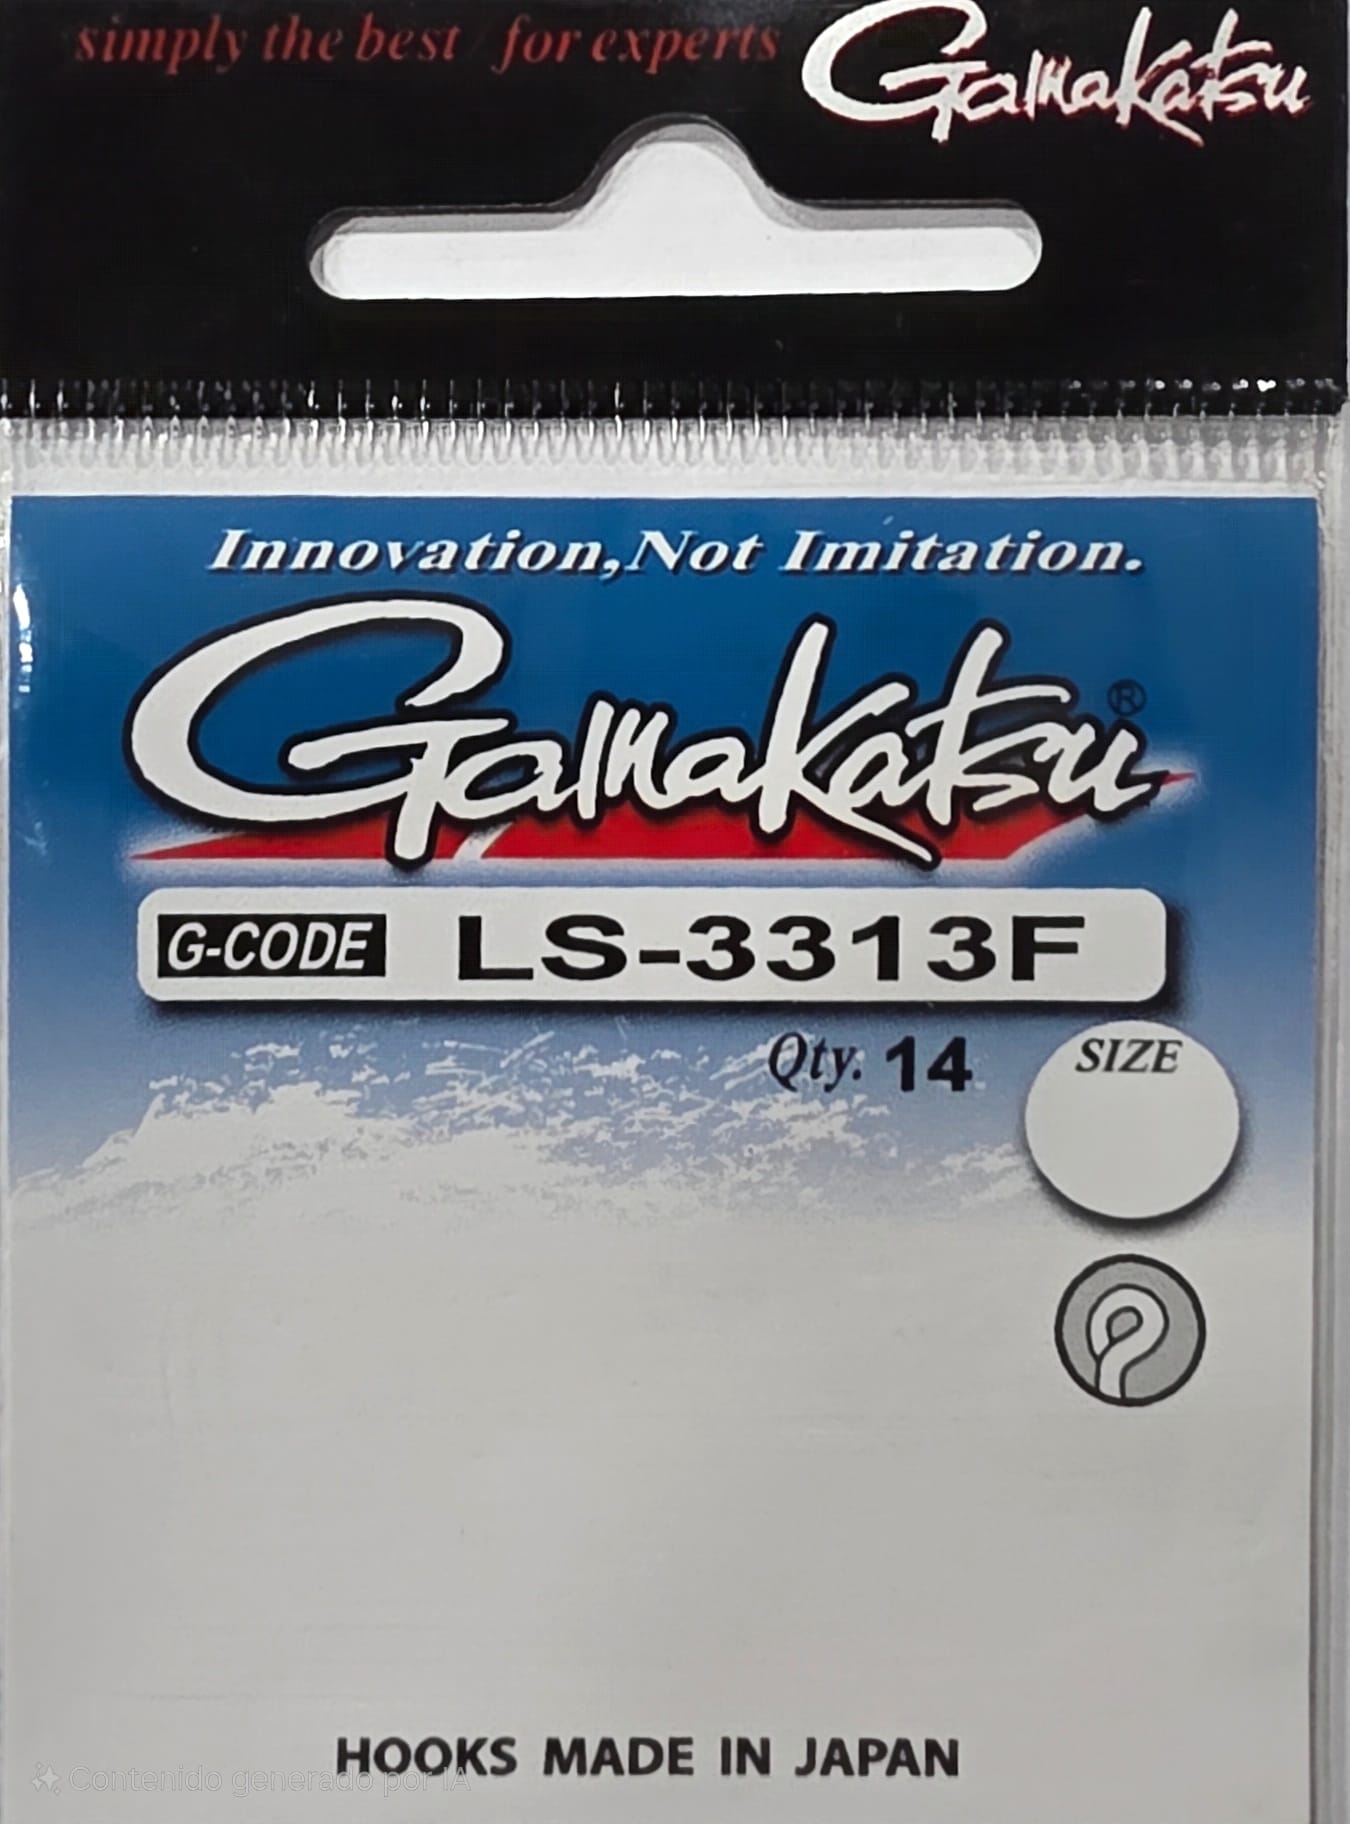 simply the best / for experts
Gamakatsu
Innovation,Not Imitation.
Gamakatsu®
G-CODE LS-3313F
Qty. 14
SIZE
HOOKS MADE IN JAPAN
Contenido generado por IA